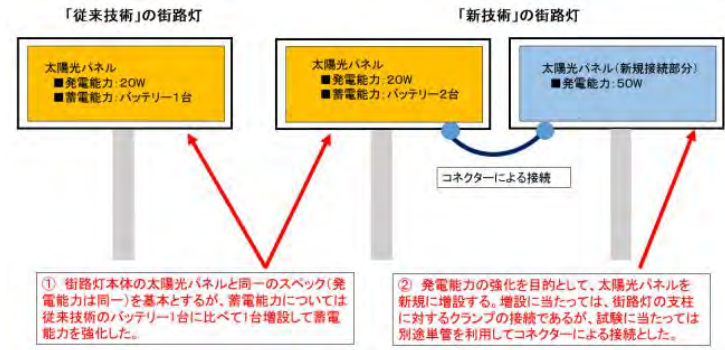 「従来技術」の街路灯
「新技術」の街路灯
太陽光パネル
■発電能力:20W
■蓄電能力:バッテリー1台
太陽光パネル
■発電能力:20W
■蓄電能力:バッテリー2台
太陽光パネル(新規接続部分)
■発電能力:50W
コネクターによる接続
① 街路灯本体の太陽光パネルと同一のスペック(発
電能力は同一)を基本とするが、蓄電能力については
従来技術のバッテリー1台に比べて1台増設して蓄電
能力を強化した。
② 発電能力の強化を目的として、太陽光パネルを
新規に増設する。増設に当たっては、街路灯の支柱
に対するクランプの接続であるが、試験に当たっては
別途単管を利用してコネクターによる接続とした。